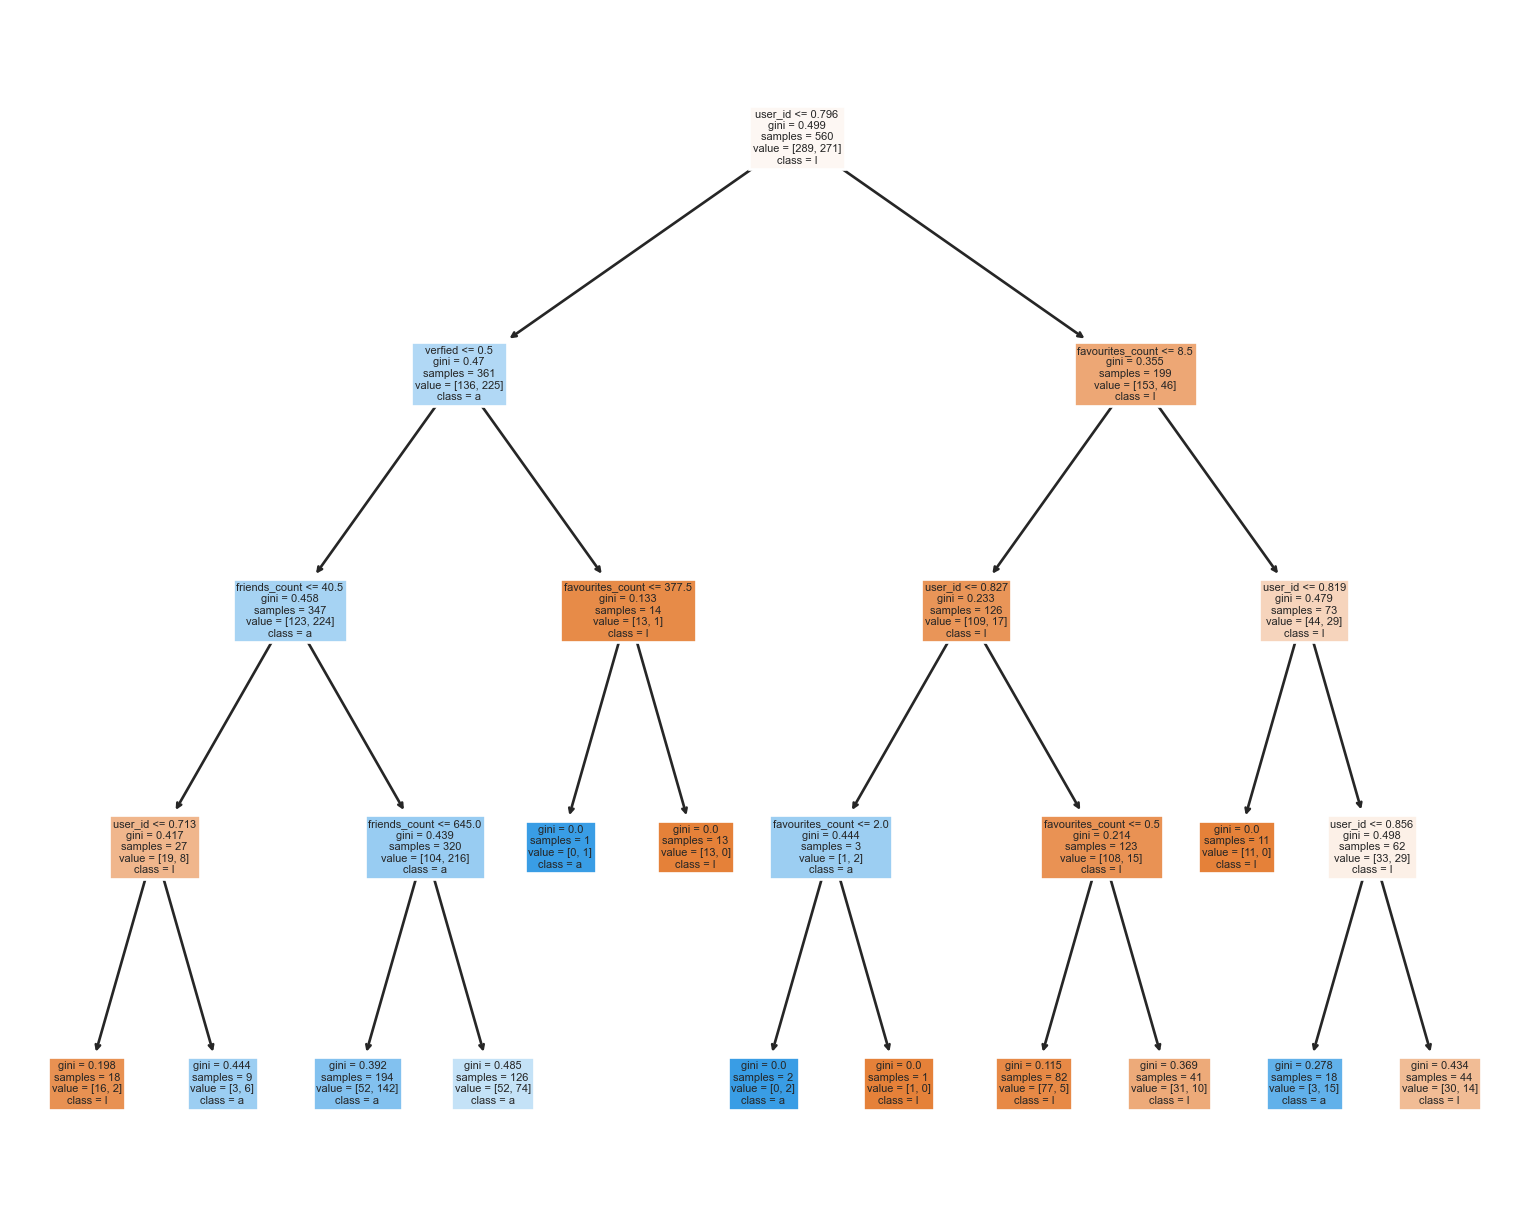 user_id <= 0.796
gini = 0.499
samples = 560
value = [289, 271]
class = l
verfied <= 0.5
gini = 0.47
samples = 361
value = [136, 225]
class = a
favourites_count <= 8.5
gini = 0.355
samples = 199
value = [153, 46]
class = l
friends_count <= 40.5
gini = 0.458
samples = 347
value = [123, 224]
class = a
favourites_count <= 377.5
gini = 0.133
samples = 14
value = [13, 1]
class = l
user_id <= 0.827
gini = 0.233
samples = 126
value = [109, 17]
class = l
user_id <= 0.819
gini = 0.479
samples = 73
value = [44, 29]
class = l
user_id <= 0.713
gini = 0.417
samples = 27
value = [19, 8]
class = l
friends_count <= 645.0
gini = 0.439
samples = 320
value = [104, 216]
class = a
gini = 0.0
samples = 1
value = [0, 1]
class = a
gini = 0.0
samples = 13
value = [13, 0]
class = l
favourites_count <= 2.0
gini = 0.444
samples = 3
value = [1, 2]
class = a
favourites_count <= 0.5
gini = 0.214
samples = 123
value = [108, 15]
class = l
gini = 0.0
samples = 11
value = [11, 0]
class = l
user_id <= 0.856
gini = 0.498
samples = 62
value = [33, 29]
class = l
gini = 0.198
samples = 18
value = [16, 2]
class = l
gini = 0.444
samples = 9
value = [3, 6]
class = a
gini = 0.392
samples = 194
value = [52, 142]
class = a
gini = 0.485
samples = 126
value = [52, 74]
class = a
gini = 0.0
samples = 2
value = [0, 2]
class = a
gini = 0.0
samples = 1
value = [1, 0]
class = l
gini = 0.115
samples = 82
value = [77, 5]
class = l
gini = 0.369
samples = 41
value = [31, 10]
class = l
gini = 0.278
samples = 18
value = [3, 15]
class = a
gini = 0.434
samples = 44
value = [30, 14]
class = l